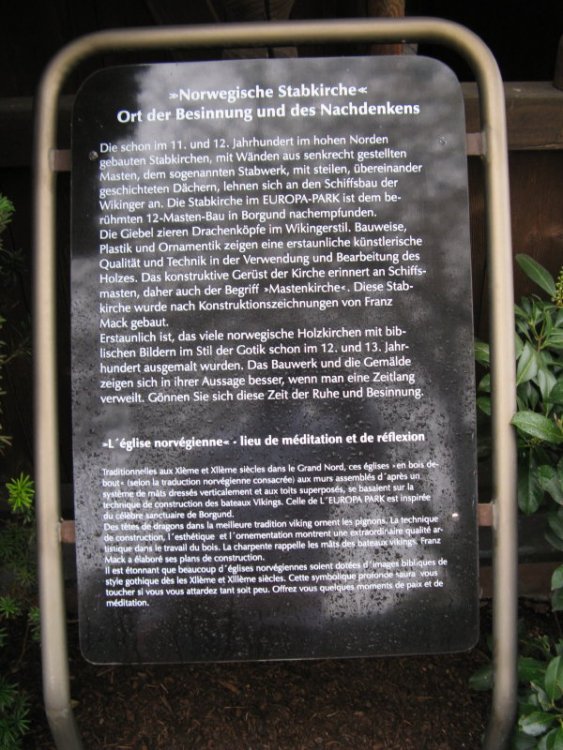 »Norwegische Stabkirche«
Ort der Besinnung und des Nachdenkens
Die schon im 11. und 12. Jahrhundert im hohen Norden
gebauten Stabkirchen, mit Wänden aus senkrecht gestellten
Masten, dem sogenannten Stabwerk, mit steilen, übereinander
geschichteten Dächern, lehnen sich an den Schiffsbau der
Wikinger an. Die Stabkirche im EUROPA-PARK ist dem be-
rühmten 12-Masten-Bau in Borgund nachempfunden.
Die Giebel zieren Drachenköpfe im Wikingerstil. Bauweise,
Plastik und Ornamentik zeigen eine erstaunliche künstlerische
Qualität und Technik in der Verwendung und Bearbeitung des
Holzes. Das konstruktive Gerüst der Kirche erinnert an Schiffs-
masten, daher auch der Begriff »Mastenkirche«. Diese Stab-
kirche wurde nach Konstruktionszeichnungen von Franz
Mack gebaut.
Erstaunlich ist, das viele norwegische Holzkirchen mit bib-
lischen Bildern im Stil der Gotik schon im 12. und 13. Jahr-
hundert ausgemalt wurden. Das Bauwerk und die Gemälde
zeigen sich in ihrer Aussage besser, wenn man eine Zeitlang
verweilt. Gönnen Sie sich diese Zeit der Ruhe und Besinnung.
»L´église norvégienne« - lieu de méditation et de réflexion
Traditionnelles aux XIème et XIIème siècles dans le Grand Nord, ces églises »en bois de-
bout« (selon la traduction norvégienne consacrée) aux murs assemblés d´après un
système de mâts dressés verticalement et aux toits superposés, se basaient sur la
technique de construction des bateaux Vikings. Celle de L´EUROPA PARK est inspirée
du célèbre sanctuaire de Borgund.
Des têtes de dragons dans la meilleure tradition viking ornent les pignons. La technique
de construction, l´esthétique et l´ornementation montrent une extraordinaire qualité ar-
tistique dans le travail du bois. La charpente rappelle les mâts des bateaux vikings. Franz
Mack a élaboré ses plans de construction.
Il est étonnant que beaucoup d´églises norvégiennes soient dotées d´images bibliques de
style gothique dès les XIIème et XIIIème siècles. Cette symbolique profonde saura vous
toucher si vous vous attardez tant soit peu. Offrez vous quelques moments de paix et de
méditation.